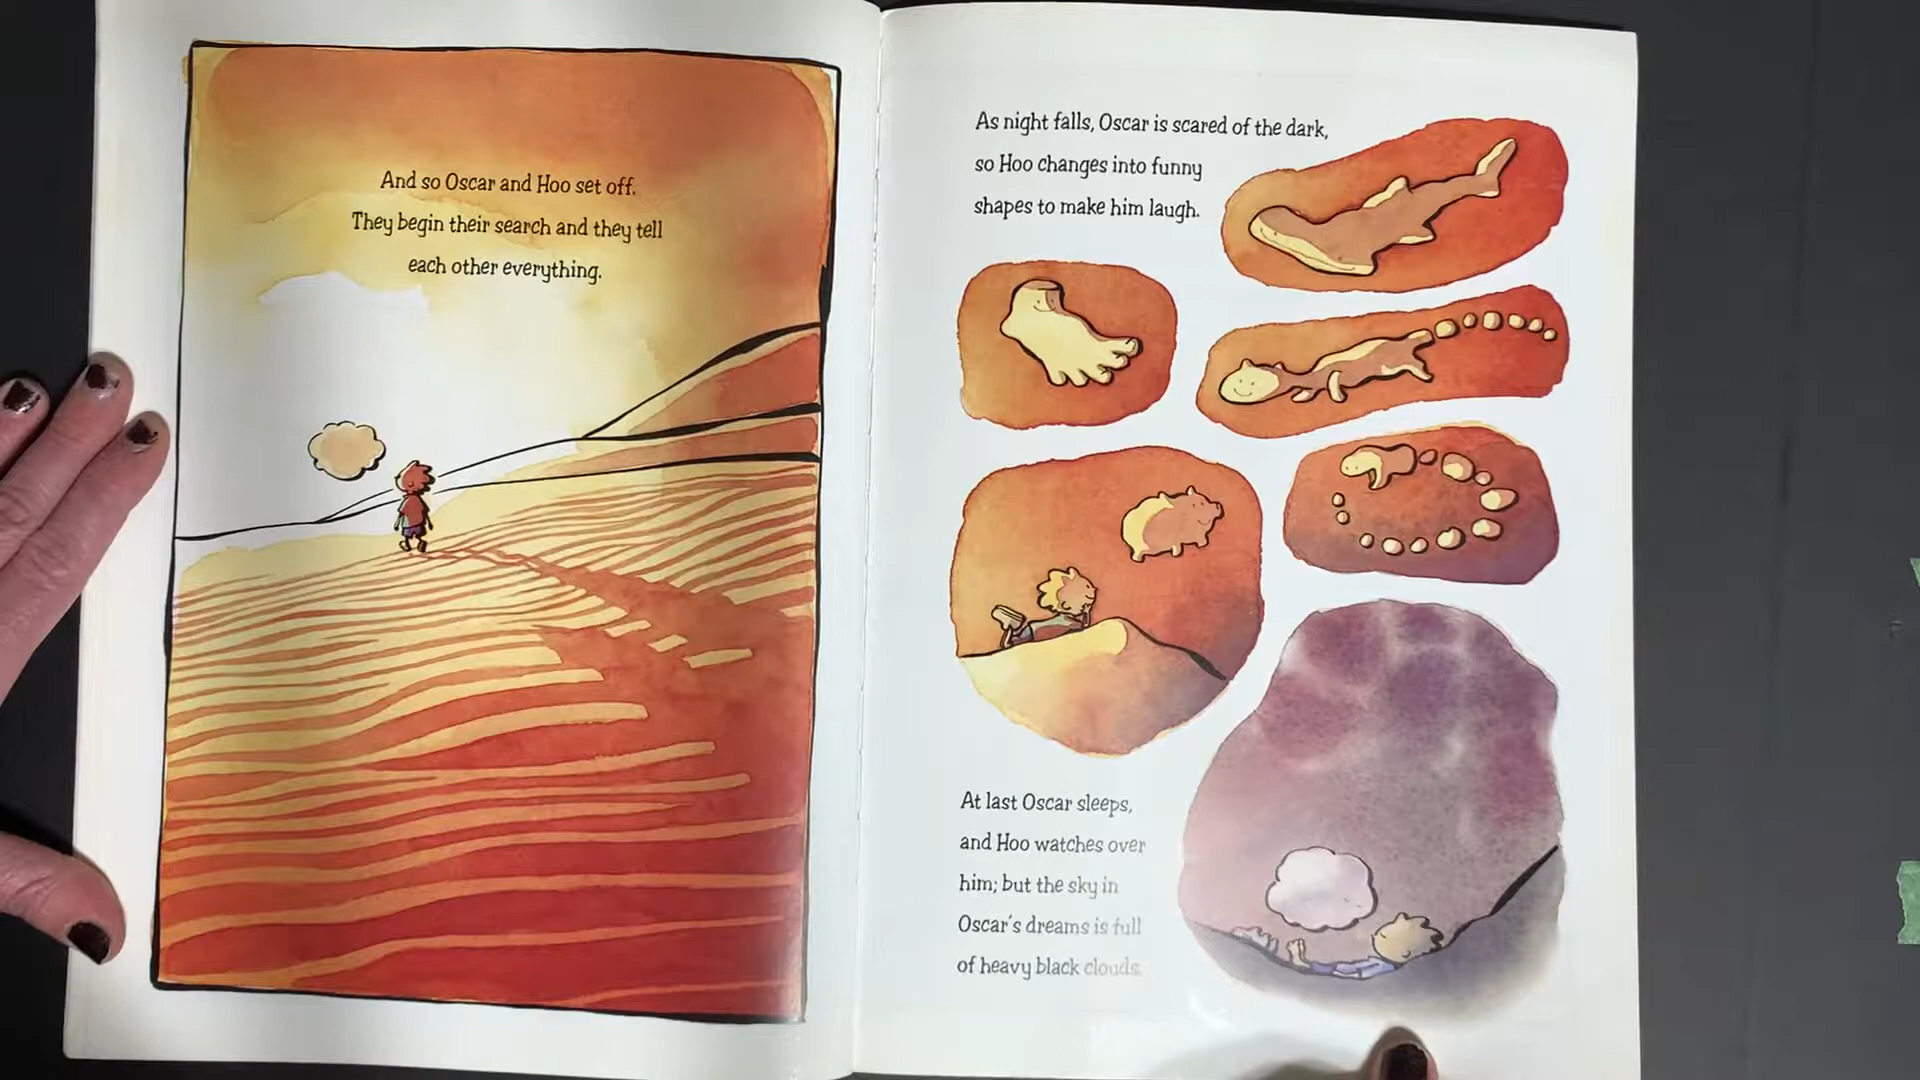 And so Oscar and Hoo set off.
They begin their search and they tell
each other everything.
As night falls, Oscar is scared of the dark,
so Hoo changes into funny
shapes to make him laugh.
At last Oscar sleeps,
and Hoo watches over
him; but the sky in
Oscar's dreams is full
of heavy black clouds.